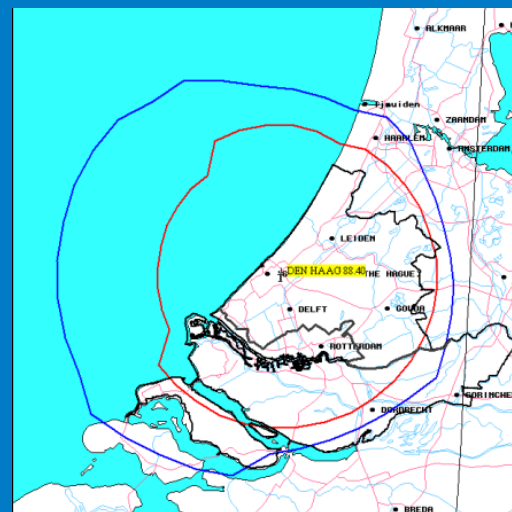 ALKMAAR
Ijmuiden
ZAANDAM
HAARLEM
AMSTERDAM
LEIDEN
DEN HAAG 88.40
THE HAGUE
DELFT
GOUDA
ROTTERDAM
GORINCHE
DORDRECHT
BREDA